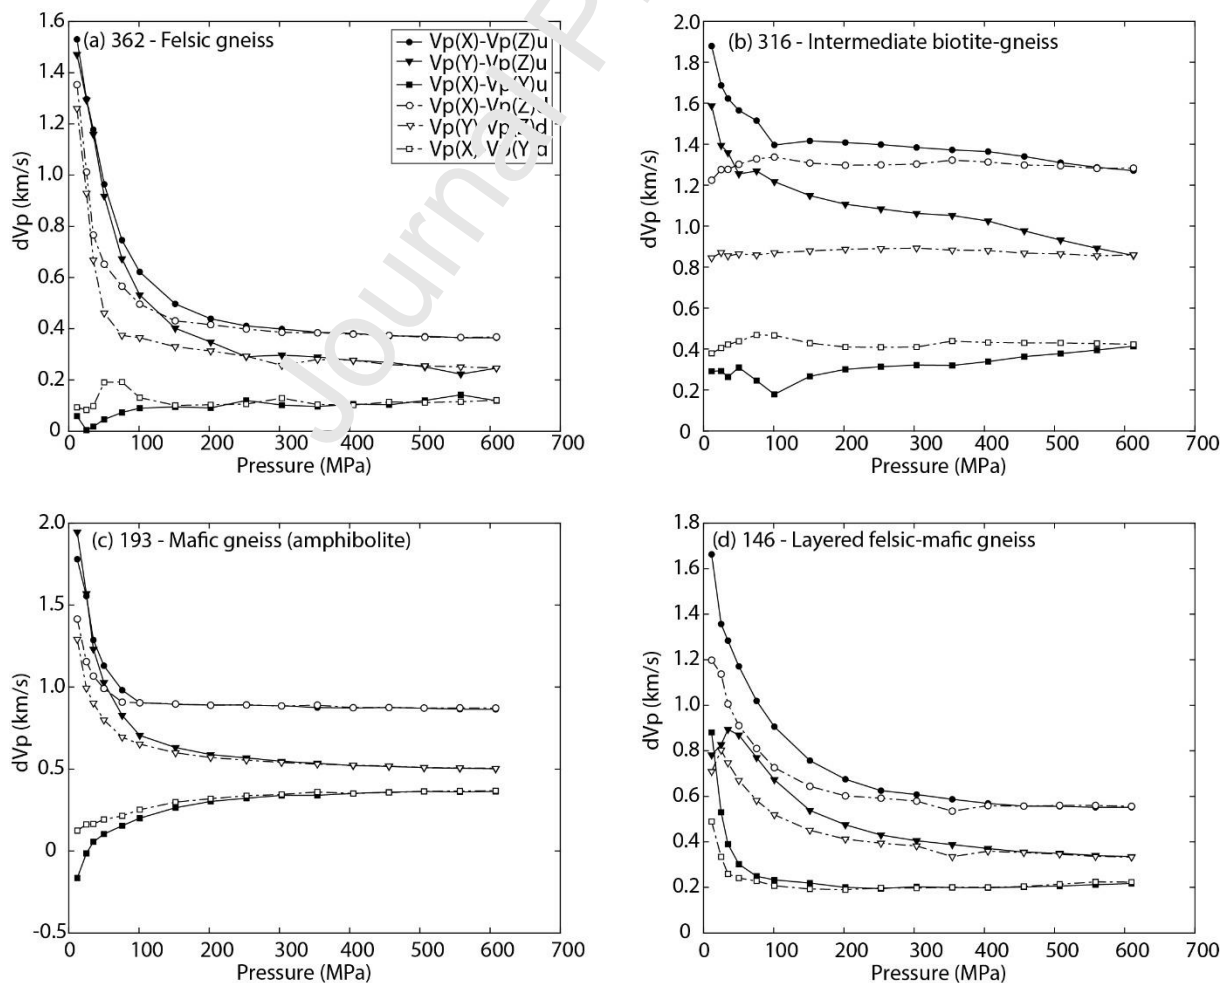 (a) 362 - Felsic gneiss
Vp(X)-Vp(Z)u
Vp(Y)-Vp(Z)u
Vp(X)-Vp(Y)u
Vp(X)-Vp(Z)
Vp(Y) Vp(Z)d
Vp(X) Vp(Y)d
1.6
1.4
1.2
1.0
0.8
0.6
0.4
0.2
0
dVp (km/s)
0 100 200 300 400 500 600 700
Pressure (MPa)
(b) 316 - Intermediate biotite-gneiss
2.0
1.8
1.6
1.4
1.2
1.0
0.8
0.6
0.4
0.2
0
dVp (km/s)
0 100 200 300 400 500 600 700
Pressure (MPa)
Journal P
(c) 193 - Mafic gneiss (amphibolite)
2.0
1.5
1.0
0.5
0
-0.5
dVp (km/s)
0 100 200 300 400 500 600 700
Pressure (MPa)
(d) 146 - Layered felsic-mafic gneiss
1.8
1.6
1.4
1.2
1.0
0.8
0.6
0.4
0.2
0
dVp (km/s)
0 100 200 300 400 500 600 700
Pressure (MPa)